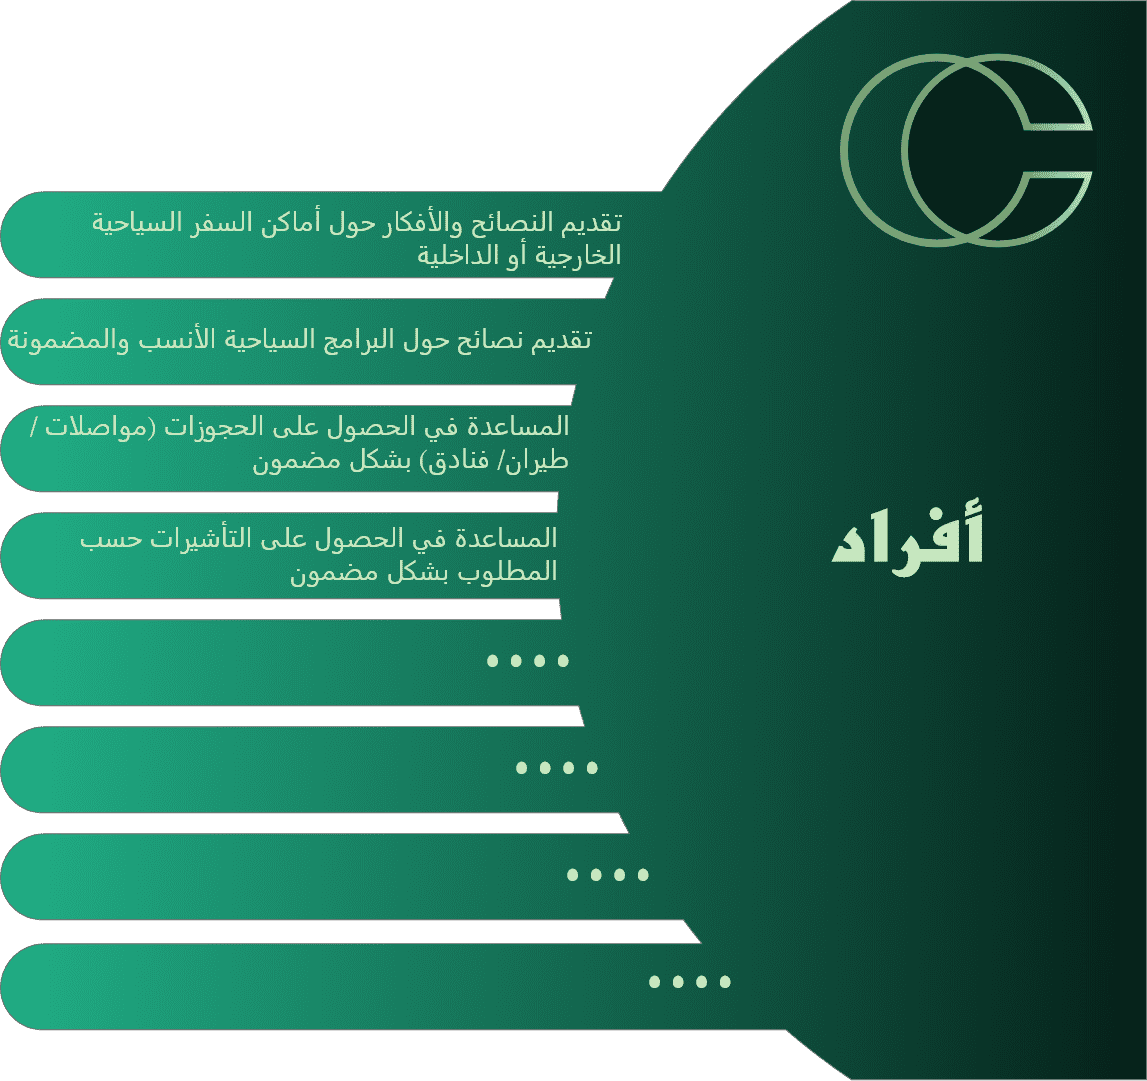 تقديم النصائح والأفكار حول أماكن السفر السياحية
الخارجية أو الداخلية
تقديم نصائح حول البرامج السياحية الأنسب والمضمونة
المساعدة في الحصول على الحجوزات (مواصلات /
طيران/ فنادق) بشكل مضمون
المساعدة في الحصول على التأشيرات حسب
المطلوب بشكل مضمون
أفراد
....
....
....
....